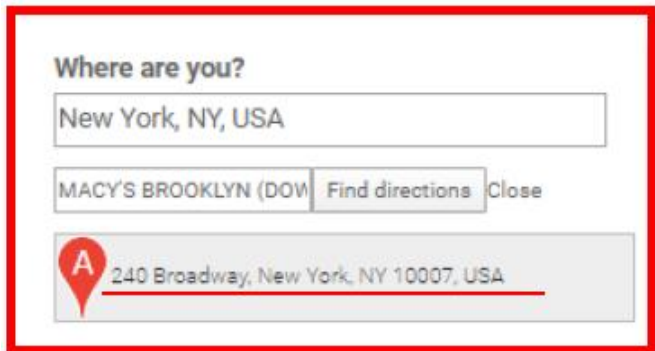 Where are you?
New York, NY, USA
MACY'S BROOKLYN (DOW Find directions Close
A 240 Broadway, New York, NY 10007, USA